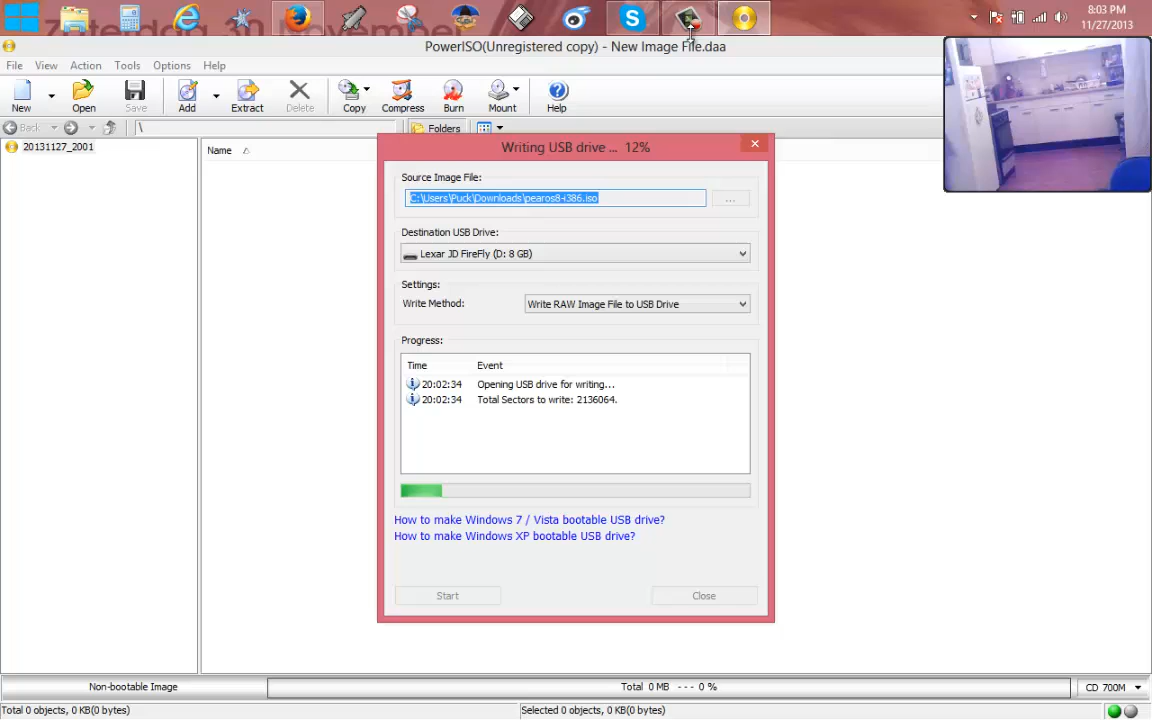 Zaterdag 30 November
8:03 PM
11/27/2013
PowerISO(Unregistered copy) - New Image File.daa
File View Action Tools Options Help
New Open Save Add Extract Delete Copy Compress Burn Mount Help
Back \ Folders
20131127_2001
Name
Writing USB drive ... 12%
Source Image File:
C:\Users\Puck\Downloads\pearos8-i386.iso
...
Destination USB Drive:
Lexar JD FireFly (D: 8 GB)
Settings:
Write Method: Write RAW Image File to USB Drive
Progress:
Time Event
20:02:34 Opening USB drive for writing...
20:02:34 Total Sectors to write: 2136064.
How to make Windows 7 / Vista bootable USB drive?
How to make Windows XP bootable USB drive?
Start Close
Non-bootable Image Total 0 MB --- 0 % CD 700M
Total 0 objects, 0 KB(0 bytes) Selected 0 objects, 0 KB(0 bytes)